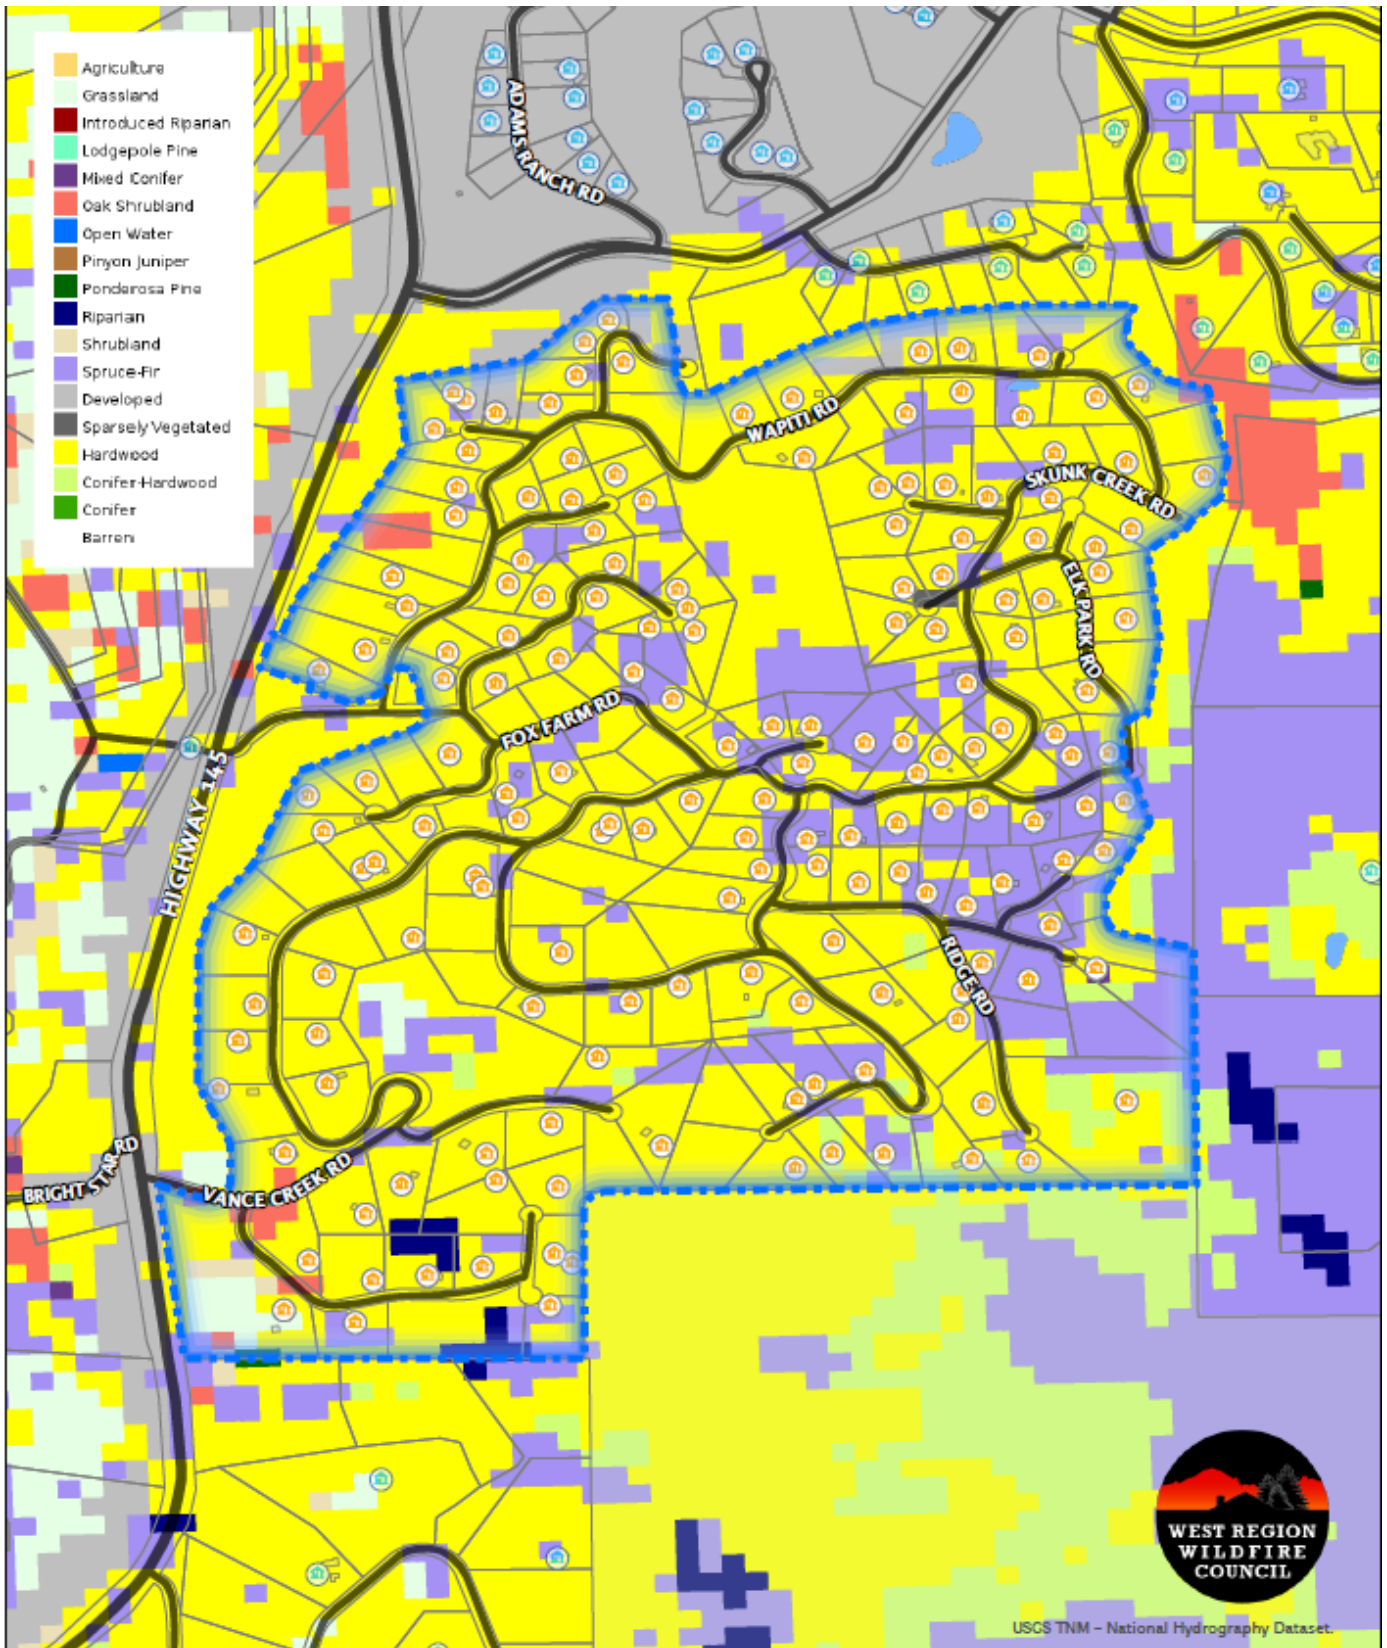 Agriculture
Grassland
Introduced Riparian
Lodgepole Pine
Mixed Conifer
Oak Shrubland
Open Water
Pinyon Juniper
Ponderosa Pine
Riparian
Shrubland
Spruce-Fir
Developed
Sparsely Vegetated
Hardwood
Conifer-Hardwood
Conifer
Barren
ADAMS RANCH RD
WAPITI RD
SKUNK CREEK RD
ELK PARK RD
FOX FARM RD
HIGHWAY 145
RIDGE RD
BRIGHT STAR RD
VANCE CREEK RD
WEST REGION
WILDFIRE
COUNCIL
USGS TNM – National Hydrography Dataset.